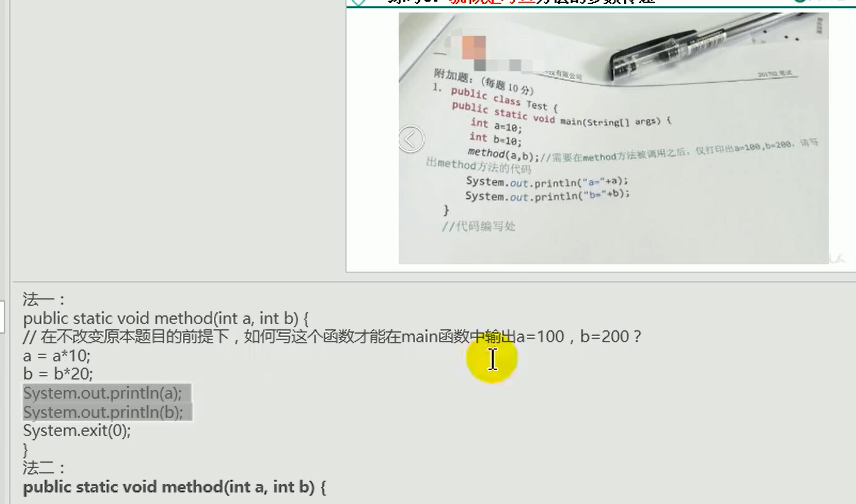 附加题：（每题 10 分）
1. public class Test {
public static void main(String[] args) {
int a=10;
int b=10;
method(a,b);//需要在method方法被调用之后，仅打印出a=100,b=200，请写
出method方法的代码
System.out.println("a="+a);
System.out.println("b="+b);
}
//代码编写处
法一：
public static void method(int a, int b) {
// 在不改变原本题目的前提下，如何写这个函数才能在main函数中输出a=100，b=200？
a = a*10;
b = b*20;
System.out.println(a);
System.out.println(b);
System.exit(0);
}
法二：
public static void method(int a, int b) {